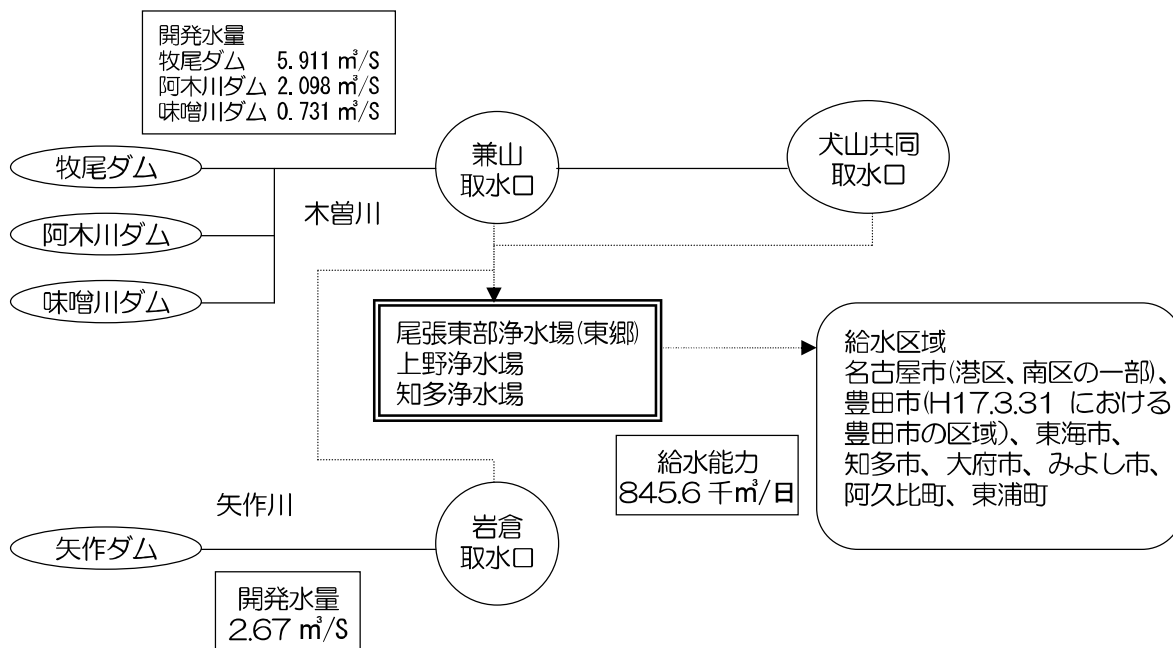 開発水量
牧尾ダム 5.911 ㎥/S
阿木川ダム 2.098 ㎥/S
味噌川ダム 0.731 ㎥/S
牧尾ダム
兼山
取水口
犬山共同
取水口
木曽川
阿木川ダム
味噌川ダム
尾張東部浄水場(東郷)
上野浄水場
知多浄水場
給水区域
名古屋市(港区、南区の一部)、
豊田市(H17.3.31 における
豊田市の区域)、東海市、
知多市、大府市、みよし市、
阿久比町、東浦町
給水能力
845.6 千㎥/日
矢作川
矢作ダム
岩倉
取水口
開発水量
2.67 ㎥/S